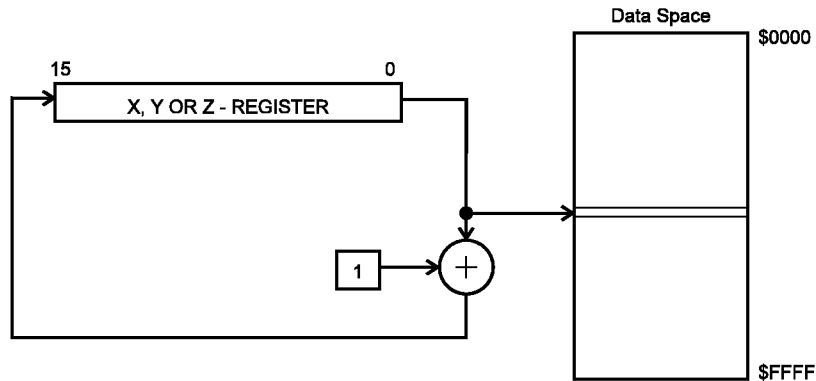 Data Space
$0000
15 0
X, Y OR Z - REGISTER
1
+
$FFFF